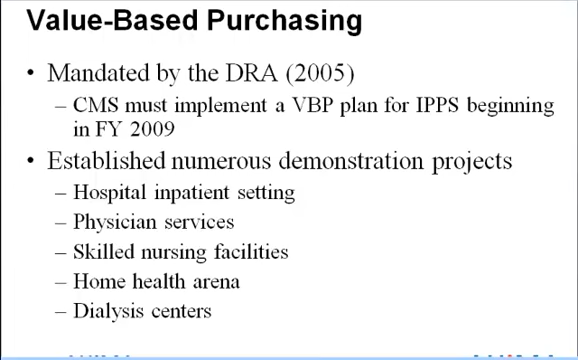 Value-Based Purchasing
• Mandated by the DRA (2005)
– CMS must implement a VBP plan for IPPS beginning
in FY 2009
• Established numerous demonstration projects
– Hospital inpatient setting
– Physician services
– Skilled nursing facilities
– Home health arena
– Dialysis centers